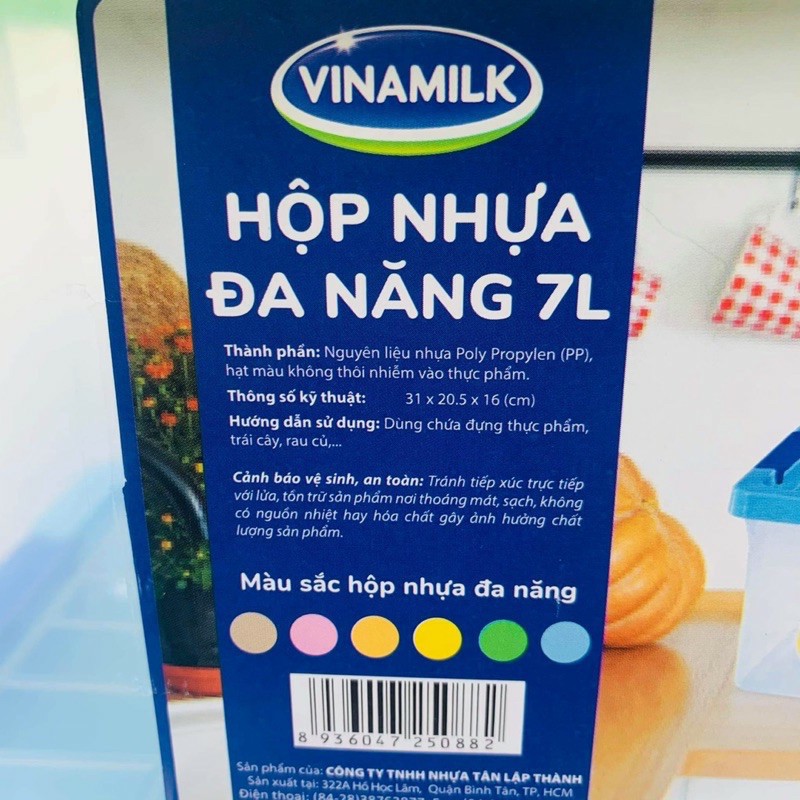 VINAMILK
HỘP NHỰA
ĐA NĂNG 7L
Thành phần: Nguyên liệu nhựa Poly Propylen (PP),
hạt màu không thôi nhiễm vào thực phẩm.
Thông số kỹ thuật: 31 x 20.5 x 16 (cm)
Hướng dẫn sử dụng: Dùng chứa đựng thực phẩm,
trái cây, rau củ,...
Cảnh báo vệ sinh, an toàn: Tránh tiếp xúc trực tiếp
với lửa, tồn trữ sản phẩm nơi thoáng mát, sạch, không
có nguồn nhiệt hay hóa chất gây ảnh hưởng chất
lượng sản phẩm.
Màu sắc hộp nhựa đa năng
8 936047 250882
Sản phẩm của: CÔNG TY TNHH NHỰA TÂN LẬP THÀNH
Sản xuất tại: 322A Hồ Học Lãm, Quận Bình Tân, TP, HCM
Điện thoại: